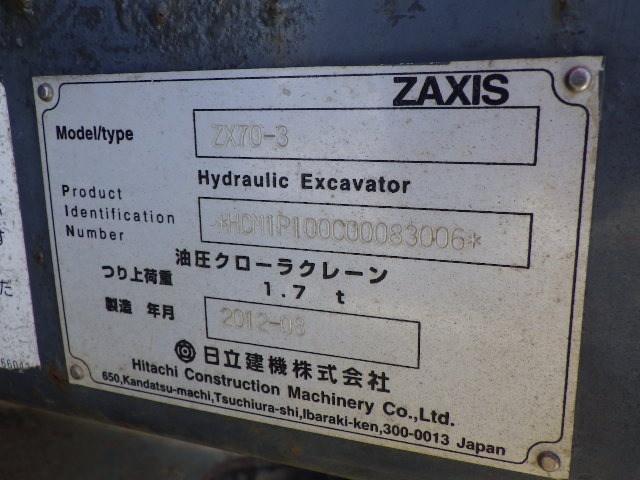 ZAXIS
Model/type ZX70-3
Hydraulic Excavator
Product
Identification
Number
*HCM1P100C00083006*
油圧クローラクレーン
つり上荷重 1.7 t
製造 年月 2012-08
日立建機株式会社
Hitachi Construction Machinery Co.,Ltd.
650,Kandatsu-machi,Tsuchiura-shi,Ibaraki-ken,300-0013 Japan